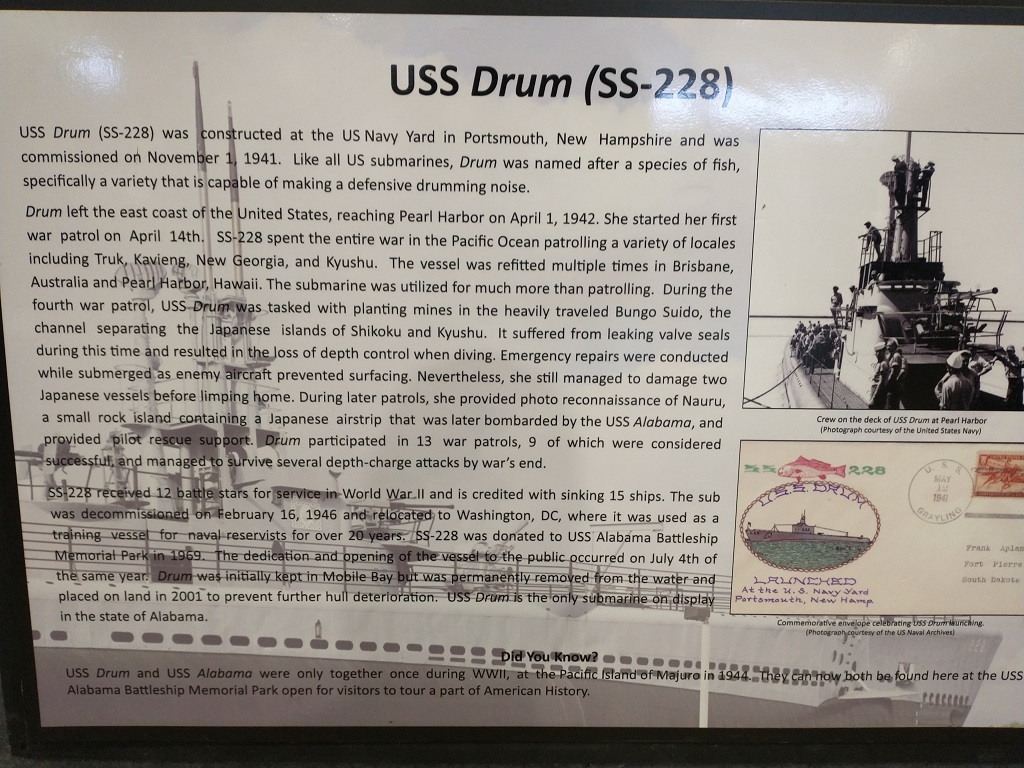 USS Drum (SS-228)
USS Drum (SS-228) was constructed at the US Navy Yard in Portsmouth, New Hampshire and was
commissioned on November 1, 1941. Like all US submarines, Drum was named after a species of fish,
specifically a variety that is capable of making a defensive drumming noise.
Drum left the east coast of the United States, reaching Pearl Harbor on April 1, 1942. She started her first
war patrol on April 14th. SS-228 spent the entire war in the Pacific Ocean patrolling a variety of locales
including Truk, Kavieng, New Georgia, and Kyushu. The vessel was refitted multiple times in Brisbane,
Australia and Pearl Harbor, Hawaii. The submarine was utilized for much more than patrolling. During the
fourth war patrol, USS Drum was tasked with planting mines in the heavily traveled Bungo Suido, the
channel separating the Japanese islands of Shikoku and Kyushu. It suffered from leaking valve seals
during this time and resulted in the loss of depth control when diving. Emergency repairs were conducted
while submerged as enemy aircraft prevented surfacing. Nevertheless, she still managed to damage two
Japanese vessels before limping home. During later patrols, she provided photo reconnaissance of Nauru,
a small rock island containing a Japanese airstrip that was later bombarded by the USS Alabama, and
provided pilot rescue support. Drum participated in 13 war patrols, 9 of which were considered
successful, and managed to survive several depth-charge attacks by war's end.
SS-228 received 12 battle stars for service in World War II and is credited with sinking 15 ships. The sub
was decommissioned on February 16, 1946 and relocated to Washington, DC, where it was used as a
training vessel for naval reservists for over 20 years. SS-228 was donated to USS Alabama Battleship
Memorial Park in 1969. The dedication and opening of the vessel to the public occurred on July 4th of
the same year. Drum was initially kept in Mobile Bay but was permanently removed from the water and
placed on land in 2001 to prevent further hull deterioration. USS Drum is the only submarine on display
in the state of Alabama.
Did You Know?
USS Drum and USS Alabama were only together once during WWII, at the Pacific Island of Majuro in 1944. They can now both be found here at the USS
Alabama Battleship Memorial Park open for visitors to tour a part of American History.
Crew on the deck of USS Drum at Pearl Harbor
(Photograph courtesy of the United States Navy)
SS 228
USS DRUM
LAUNCHED
At the U.S. Navy Yard
Portsmouth, New Hamp.
U. S. S.
MAY
12
1941
GRAYLING
Frank
Fort Pierre
South Dakota
Commemorative envelope celebrating USS Drum launching.
(Photograph courtesy of the US Naval Archives)